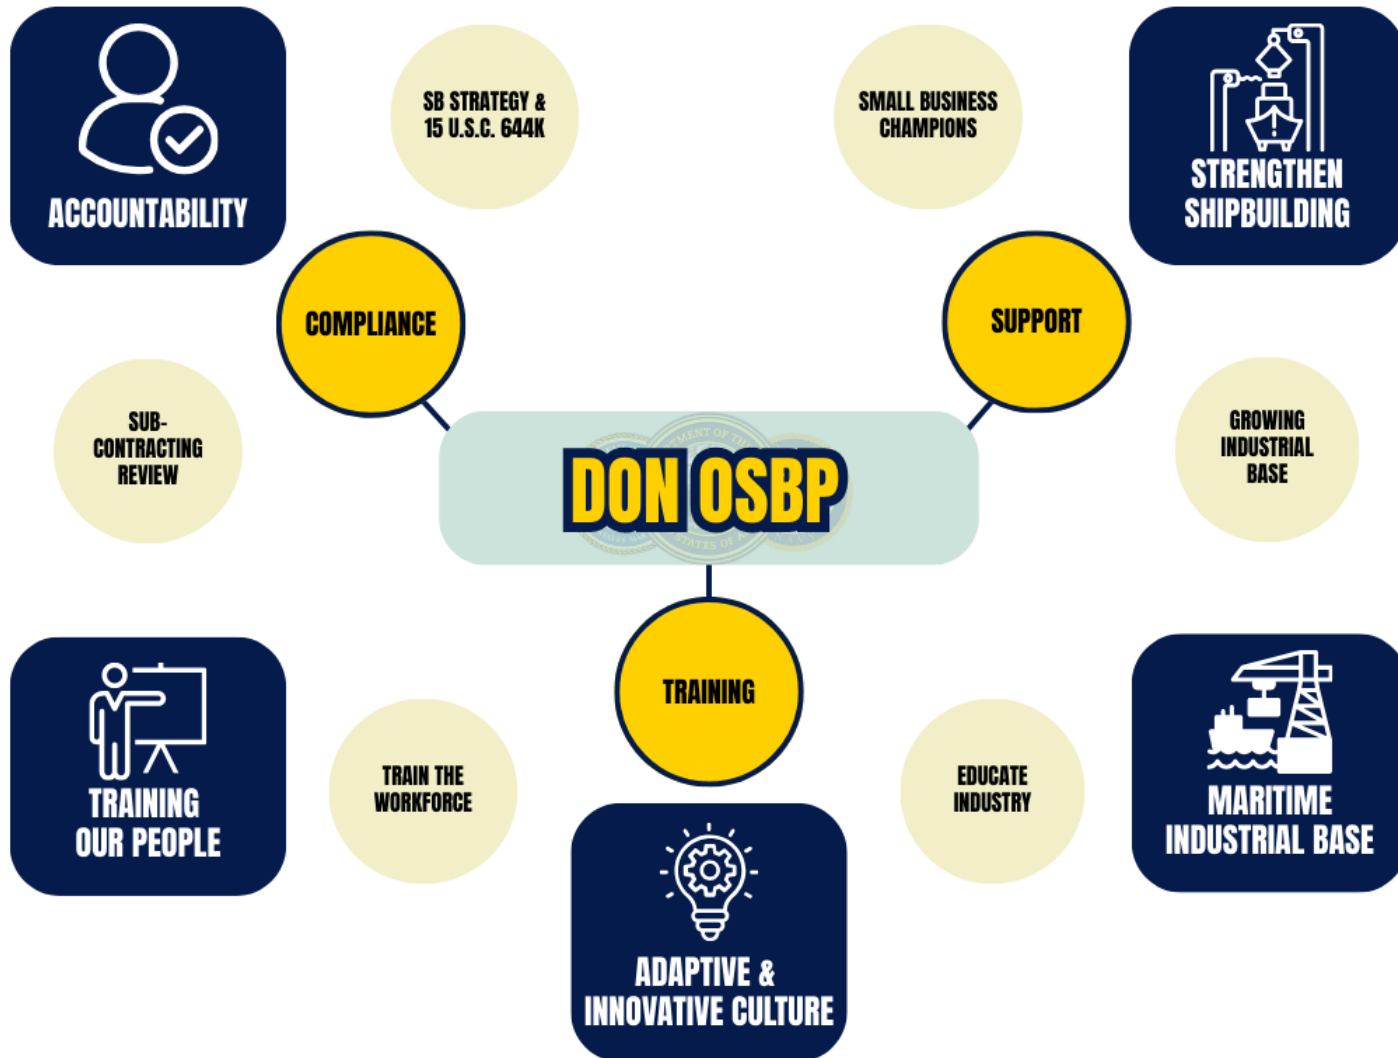 ACCOUNTABILITY
SB STRATEGY &
15 U.S.C. 644K
SMALL BUSINESS
CHAMPIONS
STRENGTHEN
SHIPBUILDING
COMPLIANCE
SUPPORT
SUB-
CONTRACTING
REVIEW
DON OSBP
GROWING
INDUSTRIAL
BASE
TRAINING
TRAINING
OUR PEOPLE
TRAIN THE
WORKFORCE
EDUCATE
INDUSTRY
MARITIME
INDUSTRIAL BASE
ADAPTIVE &
INNOVATIVE CULTURE